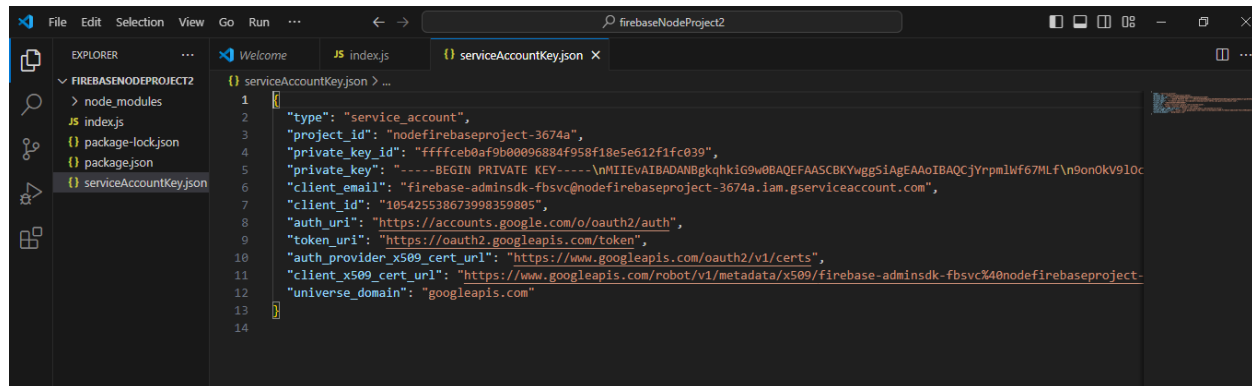 File Edit Selection View Go Run ··· firebaseNodeProject2
EXPLORER ···
FIREBASENODEPROJECT2
node_modules
JS index.js
{} package-lock.json
{} package.json
{} serviceAccountKey.json
Welcome JS index.js {} serviceAccountKey.json
{} serviceAccountKey.json > ...
1 {
2 "type": "service_account",
3 "project_id": "nodefirebaseproject-3674a",
4 "private_key_id": "ffffceb0af9b00096884f958f18e5e612f1fc039",
5 "private_key": "-----BEGIN PRIVATE KEY-----\nMIIEvAIBADANBgkqhkiG9w0BAQEFAASCBKYwggSiAgEAAoIBAQCjYrpmlWf67MLf\n9onOkV9lOc
6 "client_email": "firebase-adminsdk-fbsvc@nodefirebaseproject-3674a.iam.gserviceaccount.com",
7 "client_id": "105425538673998359805",
8 "auth_uri": "https://accounts.google.com/o/oauth2/auth",
9 "token_uri": "https://oauth2.googleapis.com/token",
10 "auth_provider_x509_cert_url": "https://www.googleapis.com/oauth2/v1/certs",
11 "client_x509_cert_url": "https://www.googleapis.com/robot/v1/metadata/x509/firebase-adminsdk-fbsvc%40nodefirebaseproject-
12 "universe_domain": "googleapis.com"
13 }
14